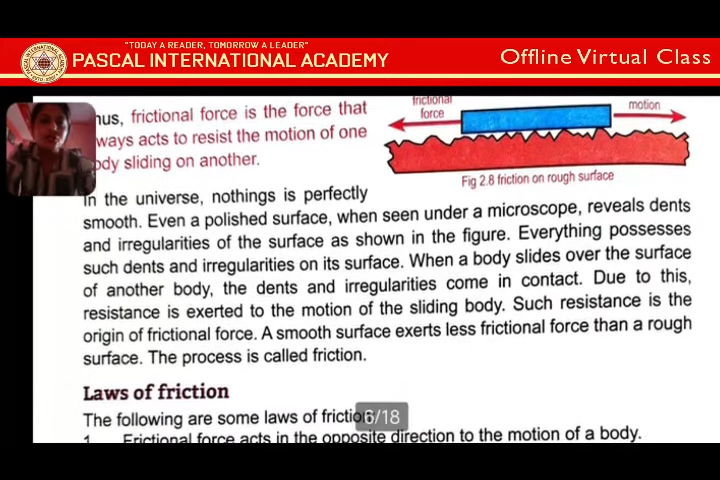 "TODAY A READER, TOMORROW A LEADER"
PASCAL INTERNATIONAL ACADEMY
Offline Virtual Class
hus, frictional force is the force that
ways acts to resist the motion of one
ody sliding on another.
frictional
force
motion
Fig 2.8 friction on rough surface
In the universe, nothings is perfectly
smooth. Even a polished surface, when seen under a microscope, reveals dents
and irregularities of the surface as shown in the figure. Everything possesses
such dents and irregularities on its surface. When a body slides over the surface
of another body, the dents and irregularities come in contact. Due to this,
resistance is exerted to the motion of the sliding body. Such resistance is the
origin of frictional force. A smooth surface exerts less frictional force than a rough
surface. The process is called friction.
Laws of friction
The following are some laws of frictio
6/18
1. Frictional force acts in the opposite direction to the motion of a body.